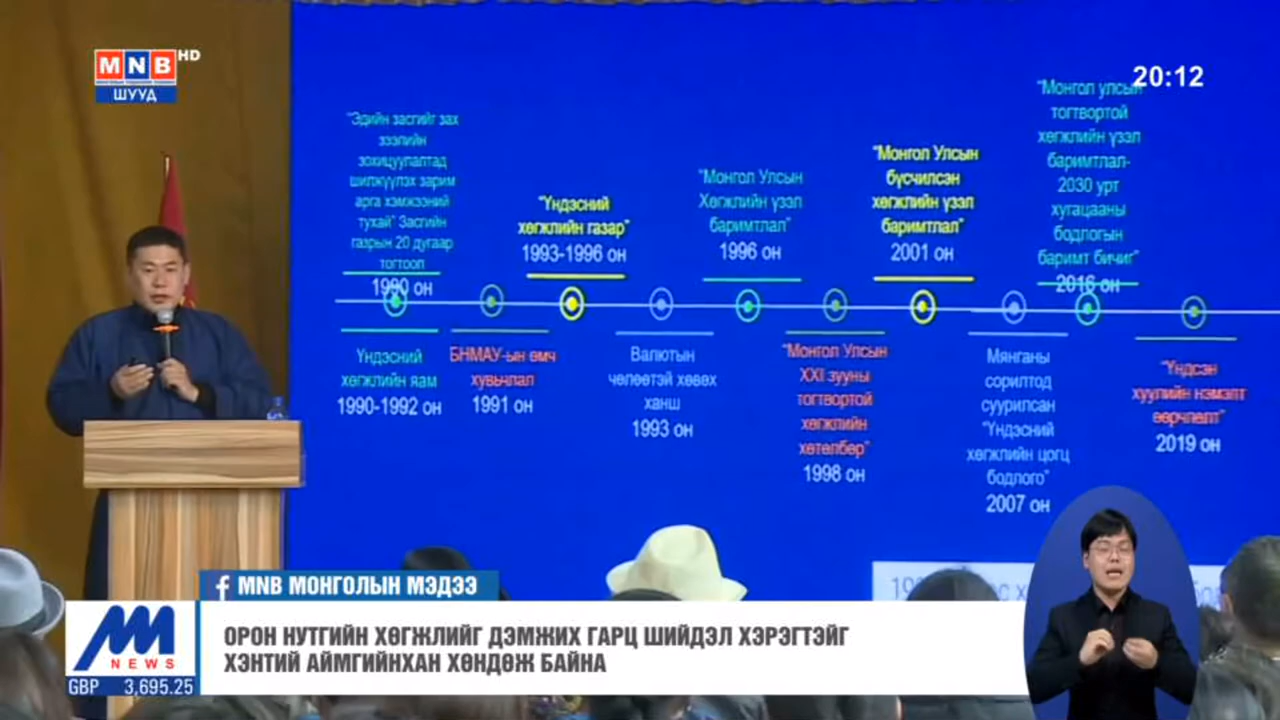 MNB HD
ШУУД
20:12
"Эдийн засгийг зах
зээлийн
зохицуулалтад
шилжүүлэх зарим
арга хэмжээний
тухай" Засгийн
газрын 20 дугаар
тогтоол
1990 он
"Үндэсний
хөгжлийн газар"
1993-1996 он
"Монгол Улсын
Хөгжлийн үзэл
баримтлал"
1996 он
"Монгол Улсын
бүсчилсэн
хөгжлийн үзэл
баримтлал"
2001 он
"Монгол улсын
тогтвортой
хөгжлийн үзэл
баримтлал-
2030 урт
хугацааны
бодлогын
баримт бичиг"
2016 он
Үндэсний
хөгжлийн яам
1990-1992 он
БНМАУ-ын өмч
хувьчлал
1991 он
Валютын
чөлөөтэй хөвөх
ханш
1993 он
"Монгол Улсын
XXI зууны
тогтвортой
хөгжлийн
хөтөлбөр"
1998 он
Мянганы
сорилтод
суурилсан
"Үндэсний
хөгжлийн цогц
бодлого"
2007 он
"Үндсэн
хуулийн нэмэлт
өөрчлөлт"
2019 он
f MNB МОНГОЛЫН МЭДЭЭ
ОРОН НУТГИЙН ХӨГЖЛИЙГ ДЭМЖИХ ГАРЦ ШИЙДЭЛ ХЭРЭГТЭЙГ
ХЭНТИЙ АЙМГИЙНХАН ХӨНДӨЖ БАЙНА
NEWS
GBP 3,695.25